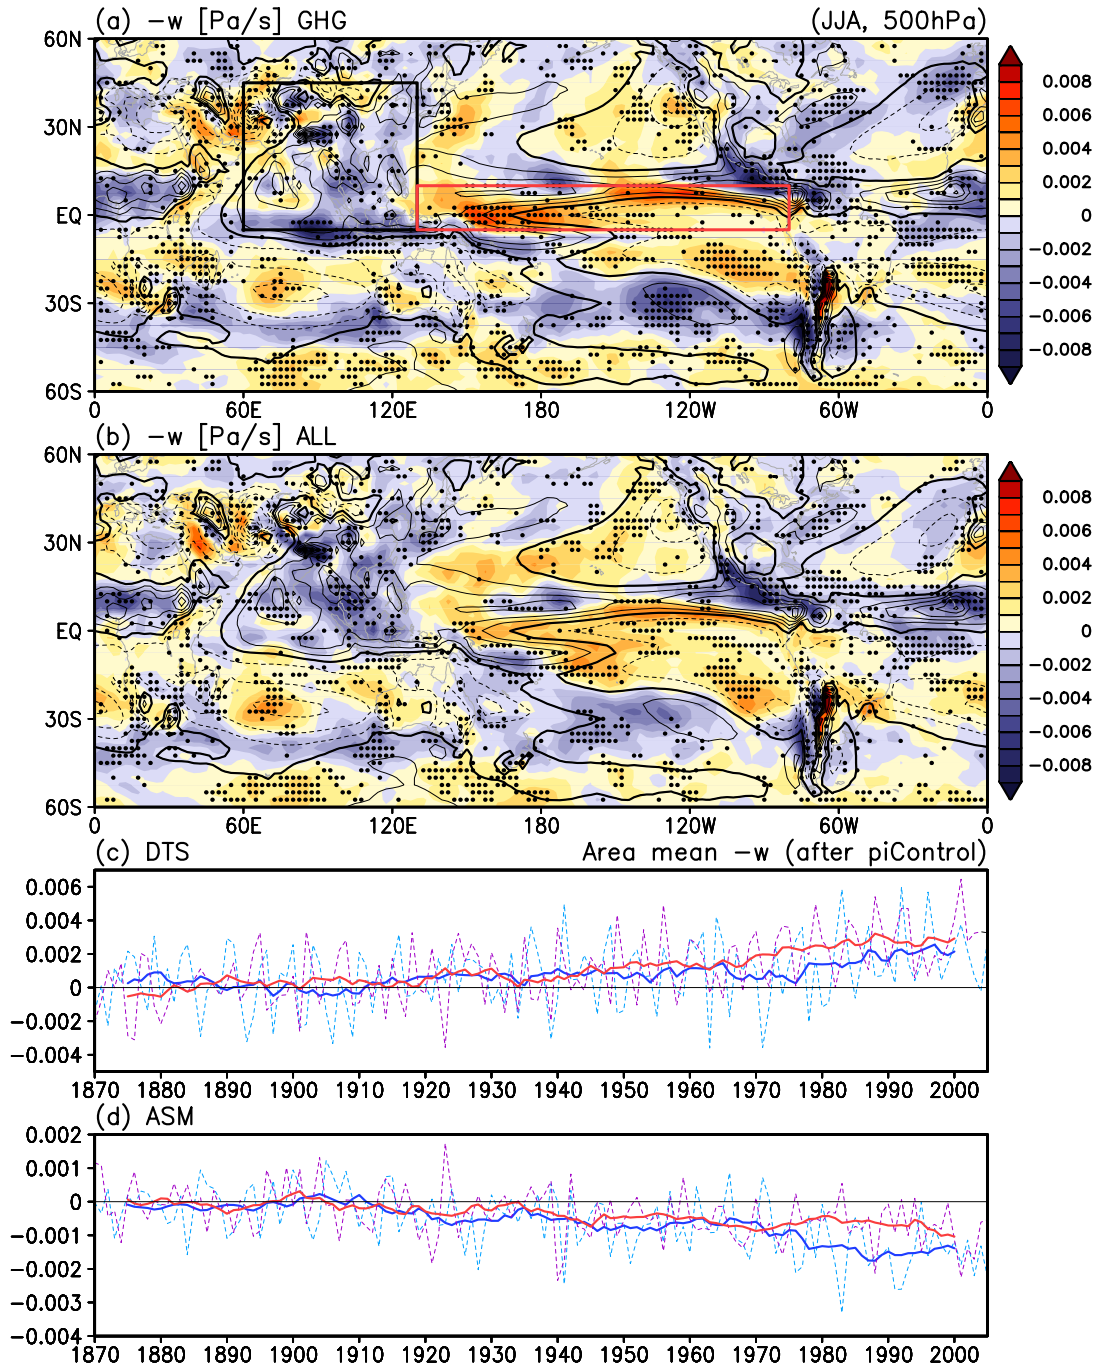 (a) −w [Pa/s] GHG (JJA, 500hPa)
60N
30N
EQ
30S
60S
0 60E 120E 180 120W 60W 0
0.008
0.006
0.004
0.002
0
−0.002
−0.004
−0.006
−0.008
(b) −w [Pa/s] ALL
60N
30N
EQ
30S
60S
0 60E 120E 180 120W 60W 0
0.008
0.006
0.004
0.002
0
−0.002
−0.004
−0.006
−0.008
(c) DTS Area mean −w (after piControl)
0.006
0.004
0.002
0
−0.002
−0.004
1870 1880 1890 1900 1910 1920 1930 1940 1950 1960 1970 1980 1990 2000
(d) ASM
0.002
0.001
0
−0.001
−0.002
−0.003
−0.004
1870 1880 1890 1900 1910 1920 1930 1940 1950 1960 1970 1980 1990 2000